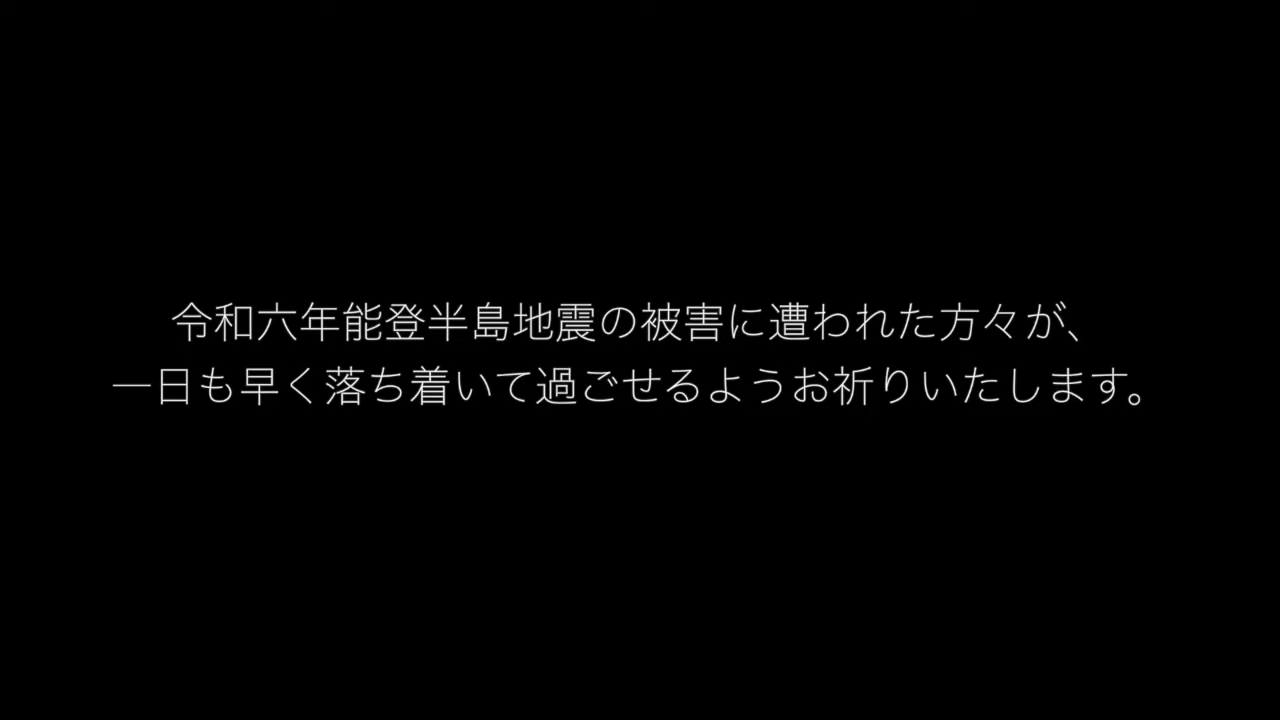 令和六年能登半島地震の被害に遭われた方々が、
一日も早く落ち着いて過ごせるようお祈りいたします。